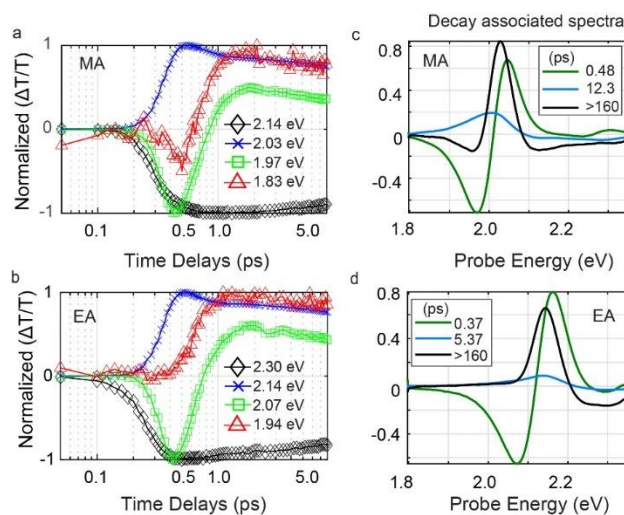 a
MA
Normalized (ΔT/T)
1
0
-1
2.14 eV
2.03 eV
1.97 eV
1.83 eV
0.1
0.5
1.0
5.0
Time Delays (ps)
b
EA
Normalized (ΔT/T)
1
0
-1
2.30 eV
2.14 eV
2.07 eV
1.94 eV
0.1
0.5
1.0
5.0
Time Delays (ps)
Decay associated spectra
c
MA
0.8
0.4
0
-0.4
(ps)
0.48
12.3
>160
1.8
2.0
2.2
Probe Energy (eV)
d
EA
0.8
0.4
0
-0.4
(ps)
0.37
5.37
>160
1.8
2.0
2.2
Probe Energy (eV)